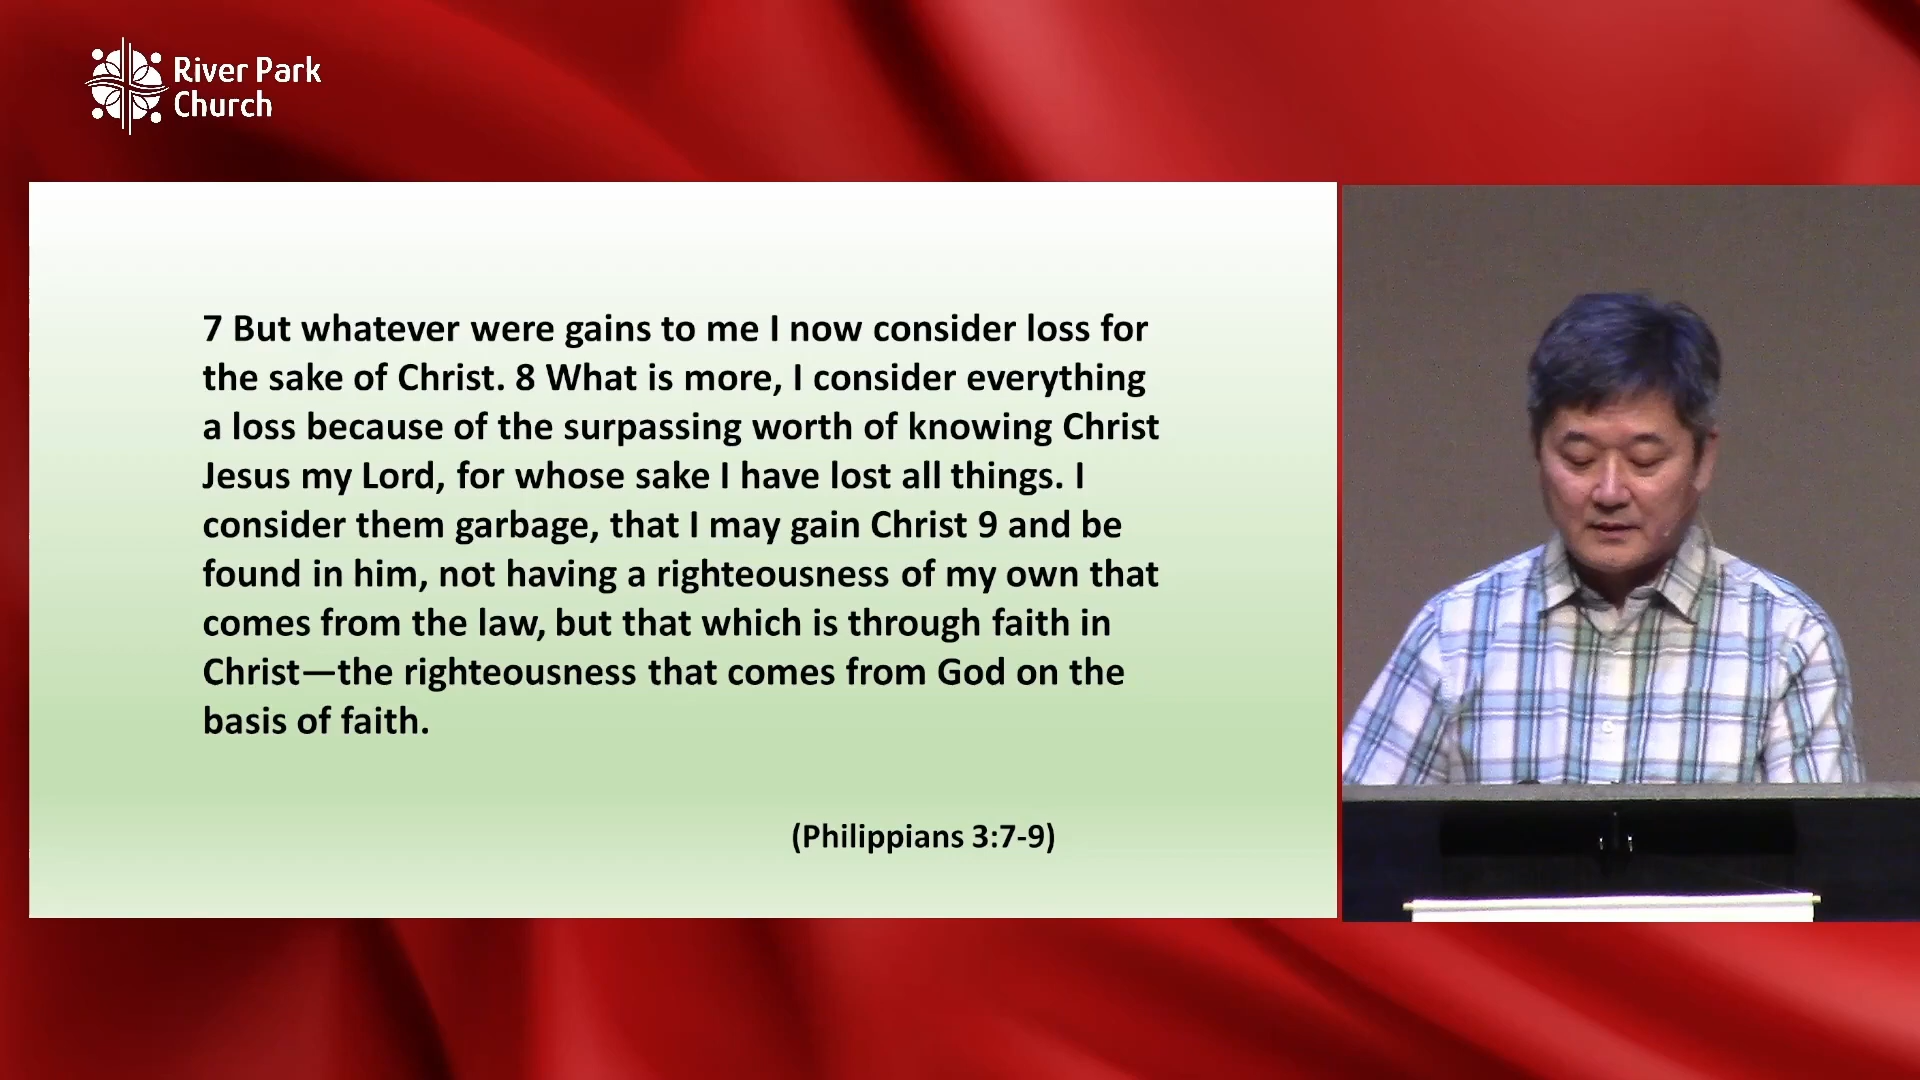 River Park
Church
7 But whatever were gains to me I now consider loss for
the sake of Christ. 8 What is more, I consider everything
a loss because of the surpassing worth of knowing Christ
Jesus my Lord, for whose sake I have lost all things. I
consider them garbage, that I may gain Christ 9 and be
found in him, not having a righteousness of my own that
comes from the law, but that which is through faith in
Christ—the righteousness that comes from God on the
basis of faith.
(Philippians 3:7-9)